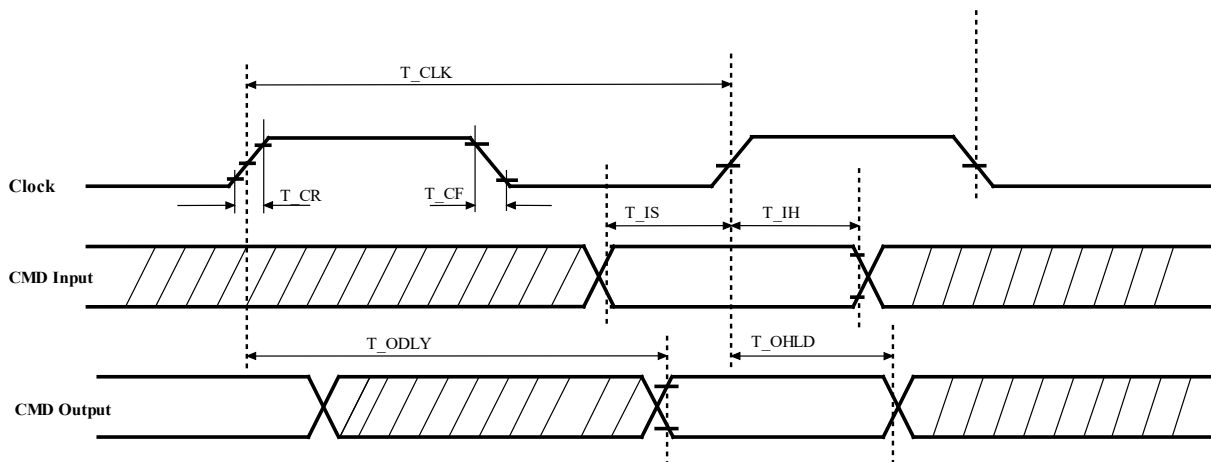 T_CLK
Clock
T_CR
T_CF
T_IS
T_IH
CMD Input
T_ODLY
T_OHLD
CMD Output